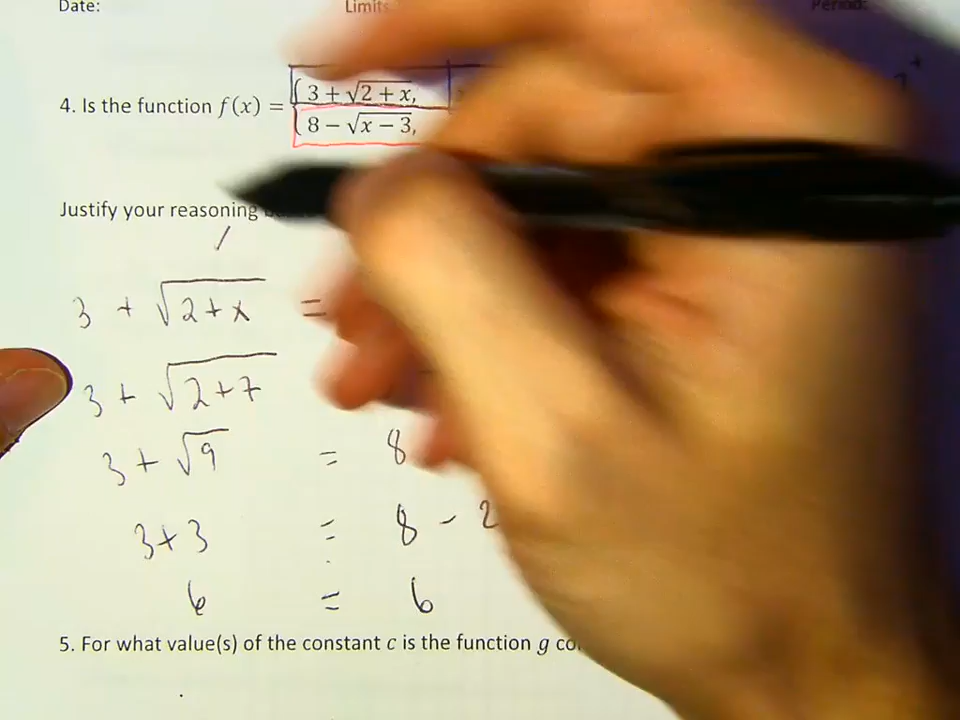 Date: Limits Period:
4. Is the function f(x) = { 3 + √(2 + x),
8 − √(x − 3),
Justify your reasoning
3 + √(2 + x) =
3 + √(2 + 7)
3 + √9 = 8
3 + 3 = 8 − 2
6 = 6
5. For what value(s) of the constant c is the function g